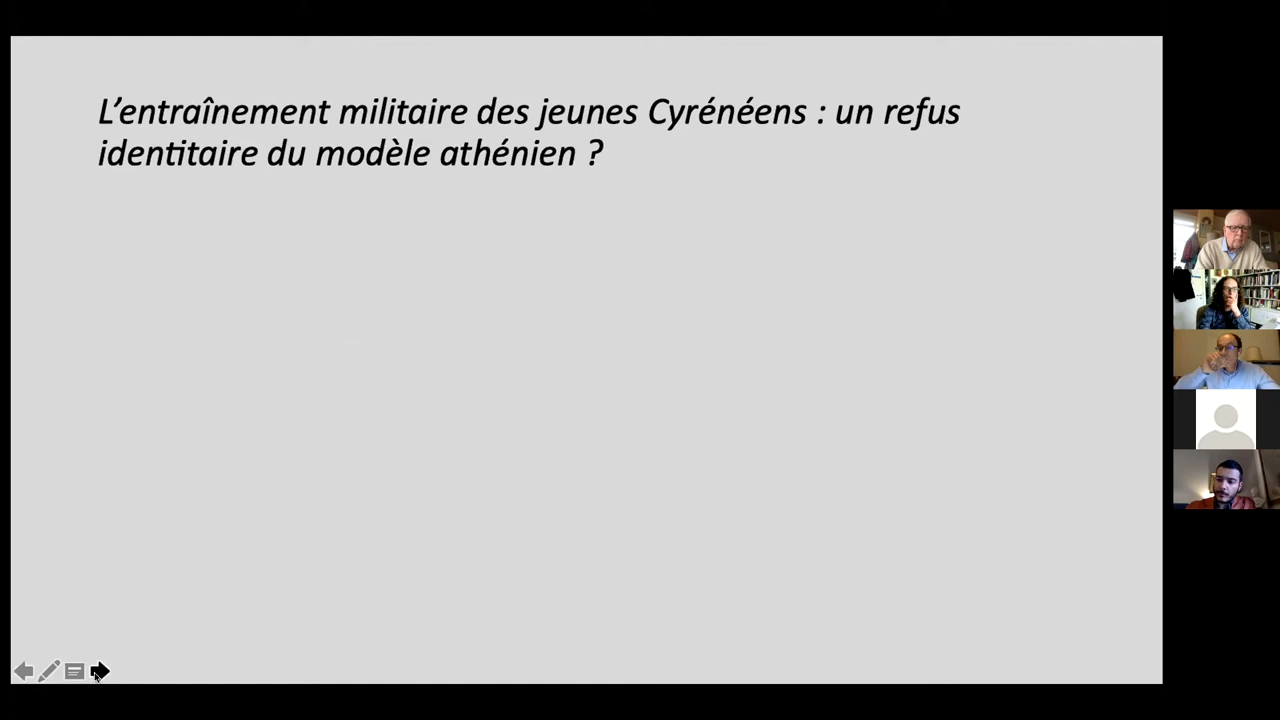 L’entraînement militaire des jeunes Cyrénéens : un refus
identitaire du modèle athénien ?